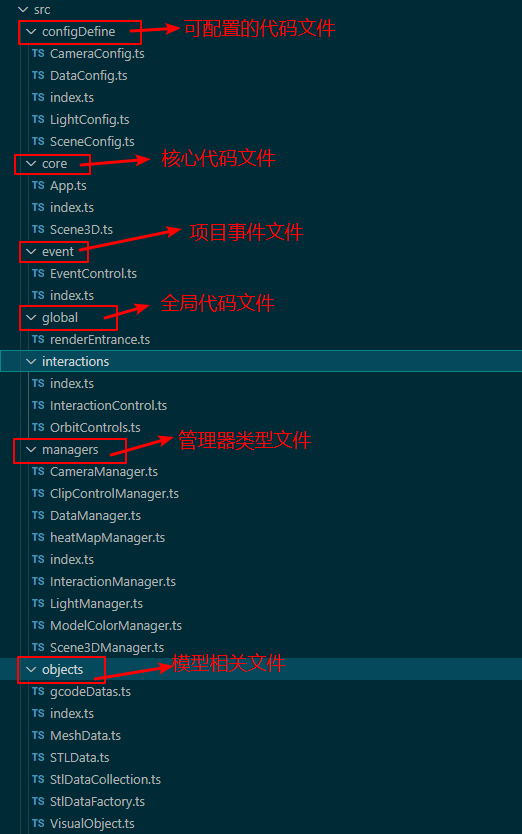 src
configDefine 可配置的代码文件
TS CameraConfig.ts
TS DataConfig.ts
TS index.ts
TS LightConfig.ts
TS SceneConfig.ts
core 核心代码文件
TS App.ts
TS index.ts
TS Scene3D.ts
event 项目事件文件
TS EventControl.ts
TS index.ts
global 全局代码文件
TS renderEntrance.ts
interactions
TS index.ts
TS InteractionControl.ts
TS OrbitControls.ts
managers 管理器类型文件
TS CameraManager.ts
TS ClipControlManager.ts
TS DataManager.ts
TS heatMapManager.ts
TS index.ts
TS InteractionManager.ts
TS LightManager.ts
TS ModelColorManager.ts
TS Scene3DManager.ts
objects 模型相关文件
TS gcodeDatas.ts
TS index.ts
TS MeshData.ts
TS STLData.ts
TS StlDataCollection.ts
TS StlDataFactory.ts
TS VisualObject.ts